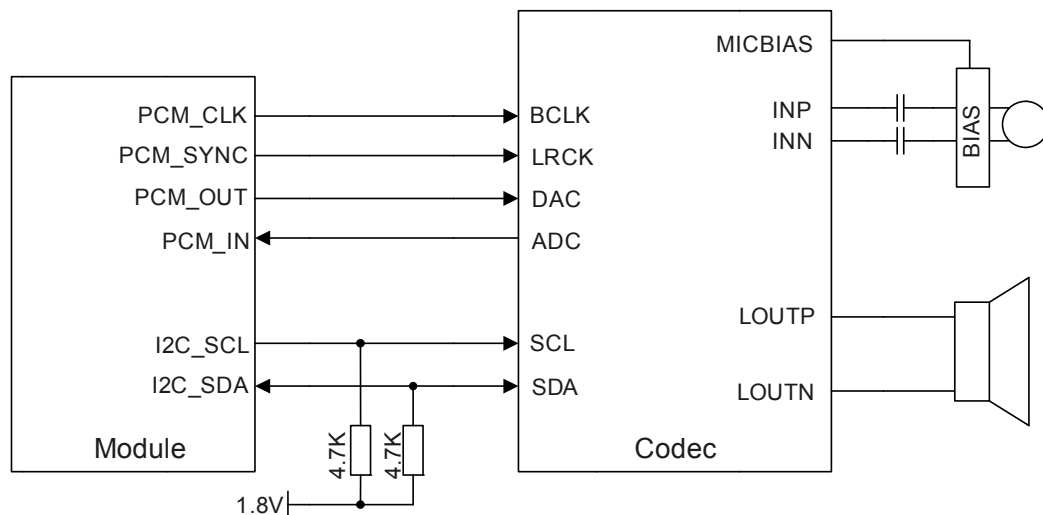 MICBIAS
PCM_CLK
BCLK
INP
PCM_SYNC
LRCK
INN
BIAS
PCM_OUT
DAC
PCM_IN
ADC
LOUTP
I2C_SCL
SCL
I2C_SDA
SDA
LOUTN
Module
4.7K
4.7K
Codec
1.8V